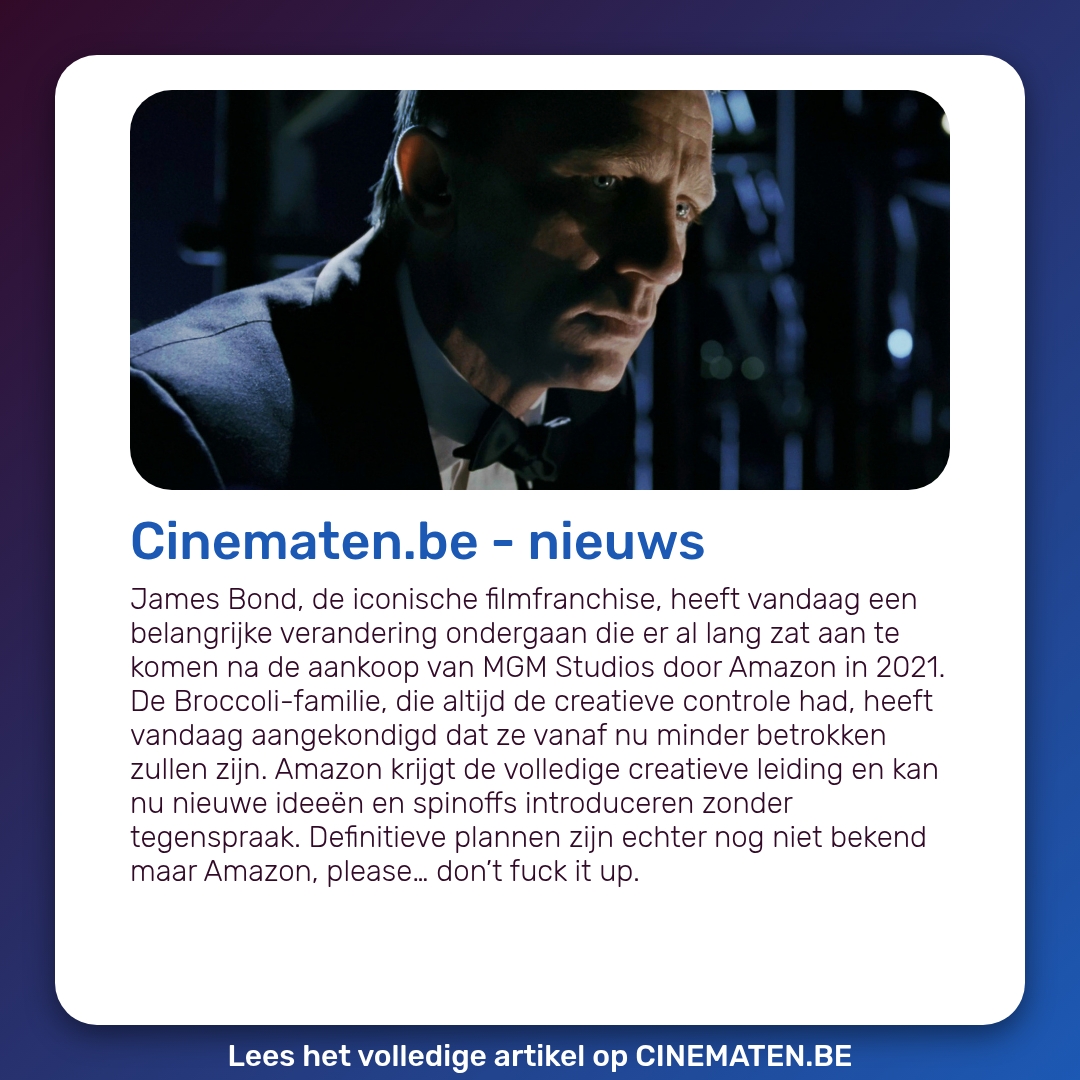 Cinematen.be - nieuws
James Bond, de iconische filmfranchise, heeft vandaag een
belangrijke verandering ondergaan die er al lang zat aan te
komen na de aankoop van MGM Studios door Amazon in 2021.
De Broccoli-familie, die altijd de creatieve controle had, heeft
vandaag aangekondigd dat ze vanaf nu minder betrokken
zullen zijn. Amazon krijgt de volledige creatieve leiding en kan
nu nieuwe ideeën en spinoffs introduceren zonder
tegenspraak. Definitieve plannen zijn echter nog niet bekend
maar Amazon, please… don’t fuck it up.
Lees het volledige artikel op CINEMATEN.BE